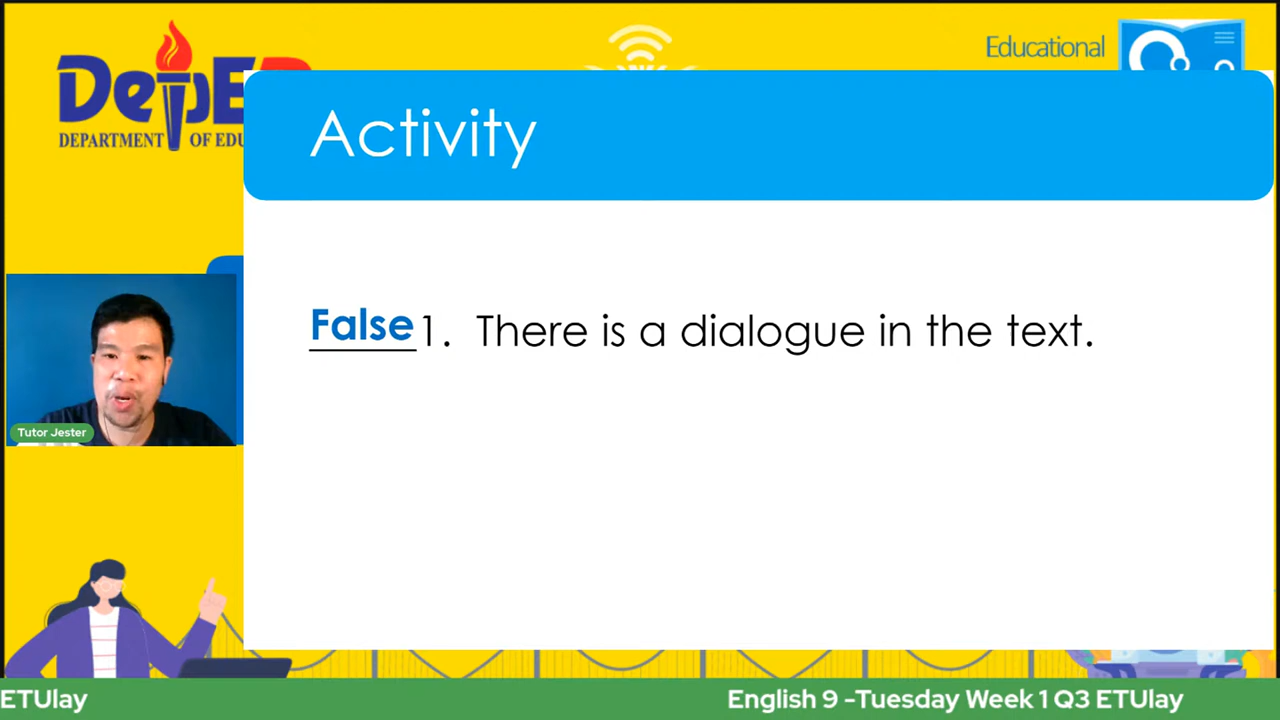 DepED
DEPARTMENT OF EDU
Educational
Activity
False 1. There is a dialogue in the text.
Tutor Jester
ETUlay
English 9 -Tuesday Week 1 Q3 ETUlay